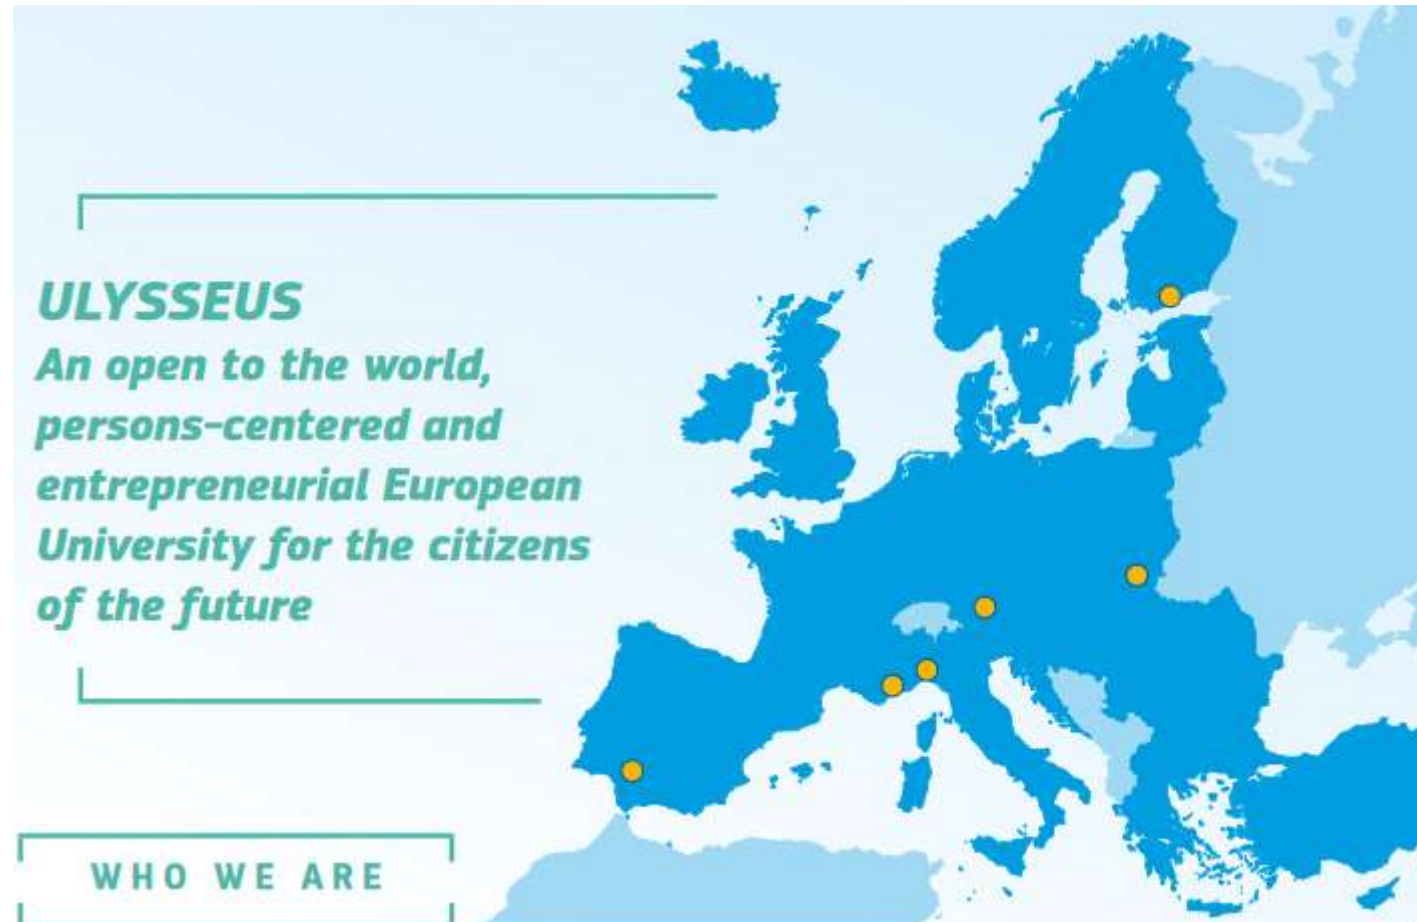 ULYSSEUS
An open to the world,
persons-centered and
entrepreneurial European
University for the citizens
of the future
WHO WE ARE